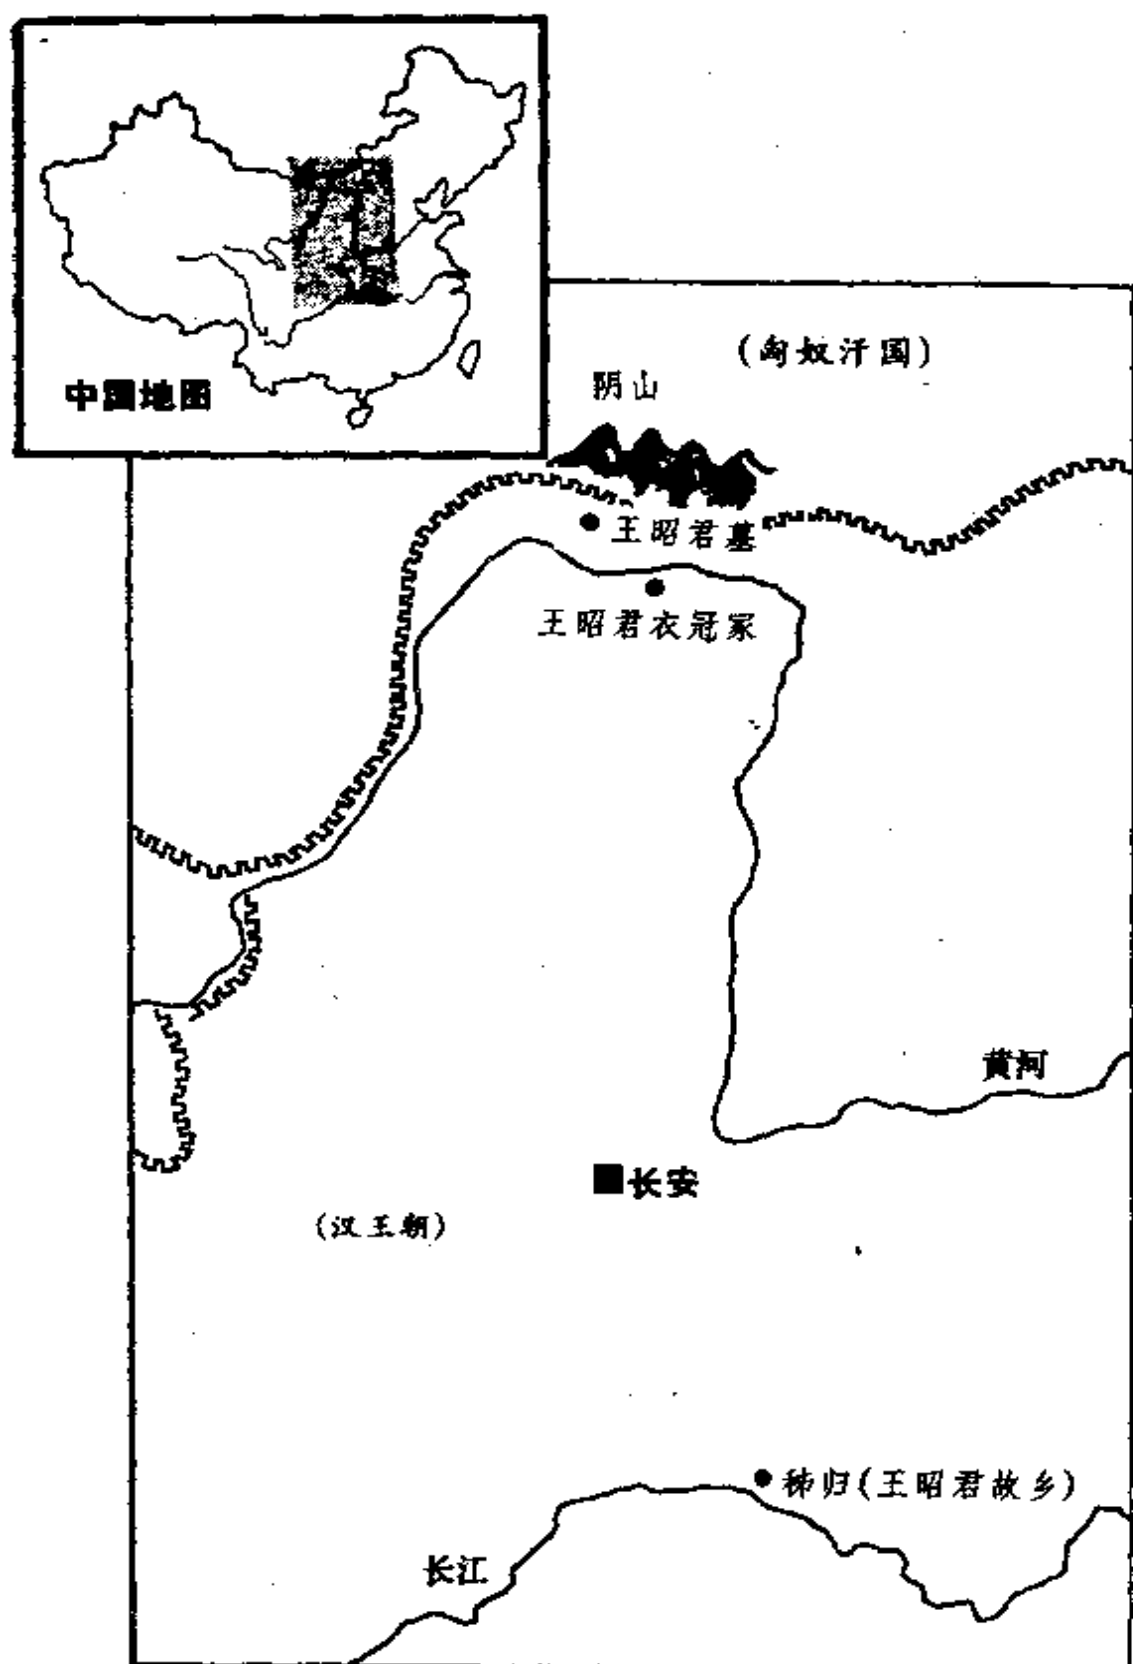 中国地图
(匈奴汗国)
阴山
王昭君墓
王昭君衣冠冢
黄河
长安
(汉王朝)
秭归(王昭君故乡)
长江